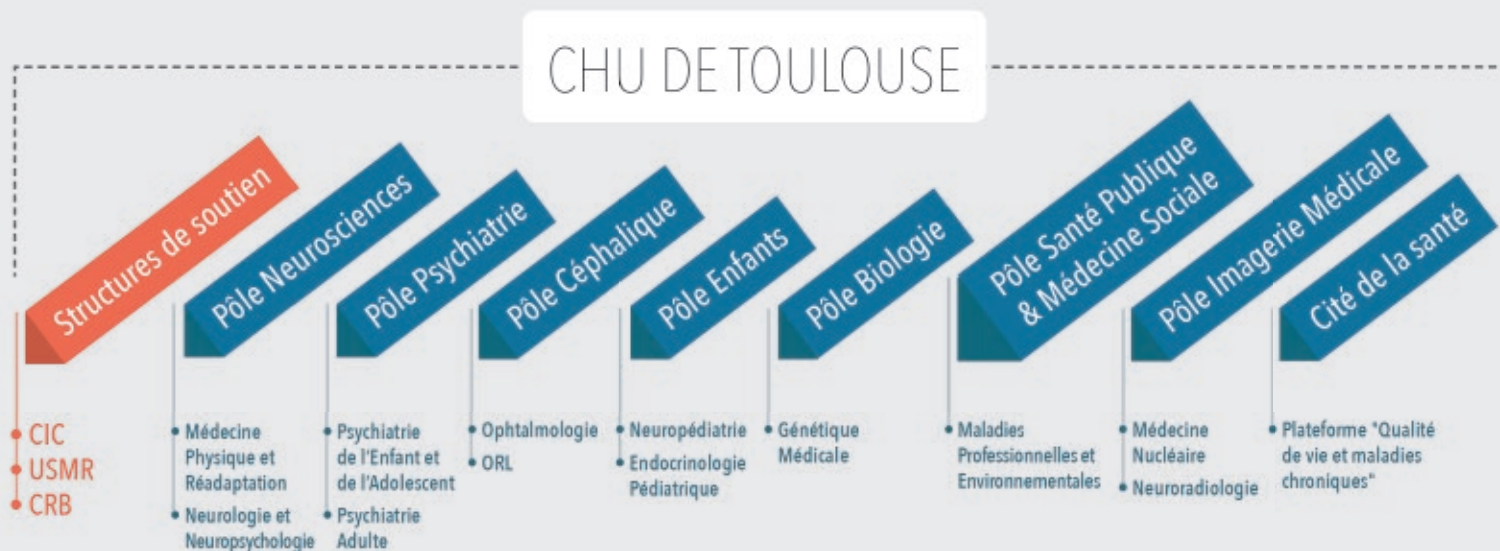 CHU DE TOULOUSE
Structures de soutien
• CIC
• USMR
• CRB
Pôle Neurosciences
• Médecine
Physique et
Réadaptation
• Neurologie et
Neuropsychologie
Pôle Psychiatrie
• Psychiatrie
de l'Enfant et
de l'Adolescent
• Psychiatrie
Adulte
Pôle Céphalique
• Ophtalmologie
• ORL
Pôle Enfants
• Neuropédiatrie
• Endocrinologie
Pédiatrique
Pôle Biologie
• Génétique
Médicale
Pôle Santé Publique
& Médecine Sociale
• Maladies
Professionnelles et
Environnementales
Pôle Imagerie Médicale
• Médecine
Nucléaire
• Neuroradiologie
Cité de la santé
• Plateforme "Qualité
de vie et maladies
chroniques"